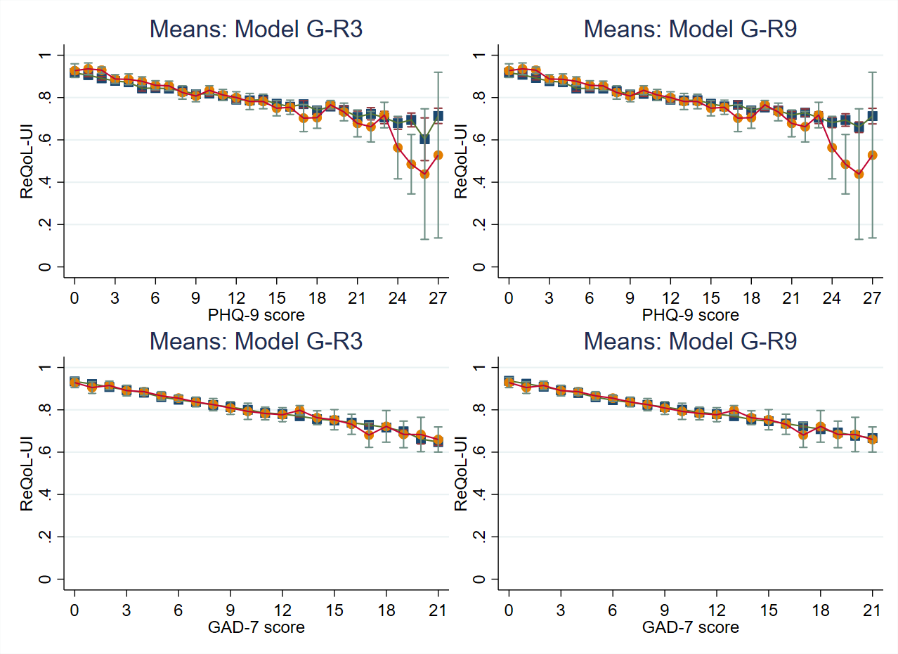 Means: Model G-R3
ReQoL-UI
1
.8
.6
.4
.2
0
0 3 6 9 12 15 18 21 24 27
PHQ-9 score
Means: Model G-R9
ReQoL-UI
1
.8
.6
.4
.2
0
0 3 6 9 12 15 18 21 24 27
PHQ-9 score
Means: Model G-R3
ReQoL-UI
1
.8
.6
.4
.2
0
0 3 6 9 12 15 18 21
GAD-7 score
Means: Model G-R9
ReQoL-UI
1
.8
.6
.4
.2
0
0 3 6 9 12 15 18 21
GAD-7 score